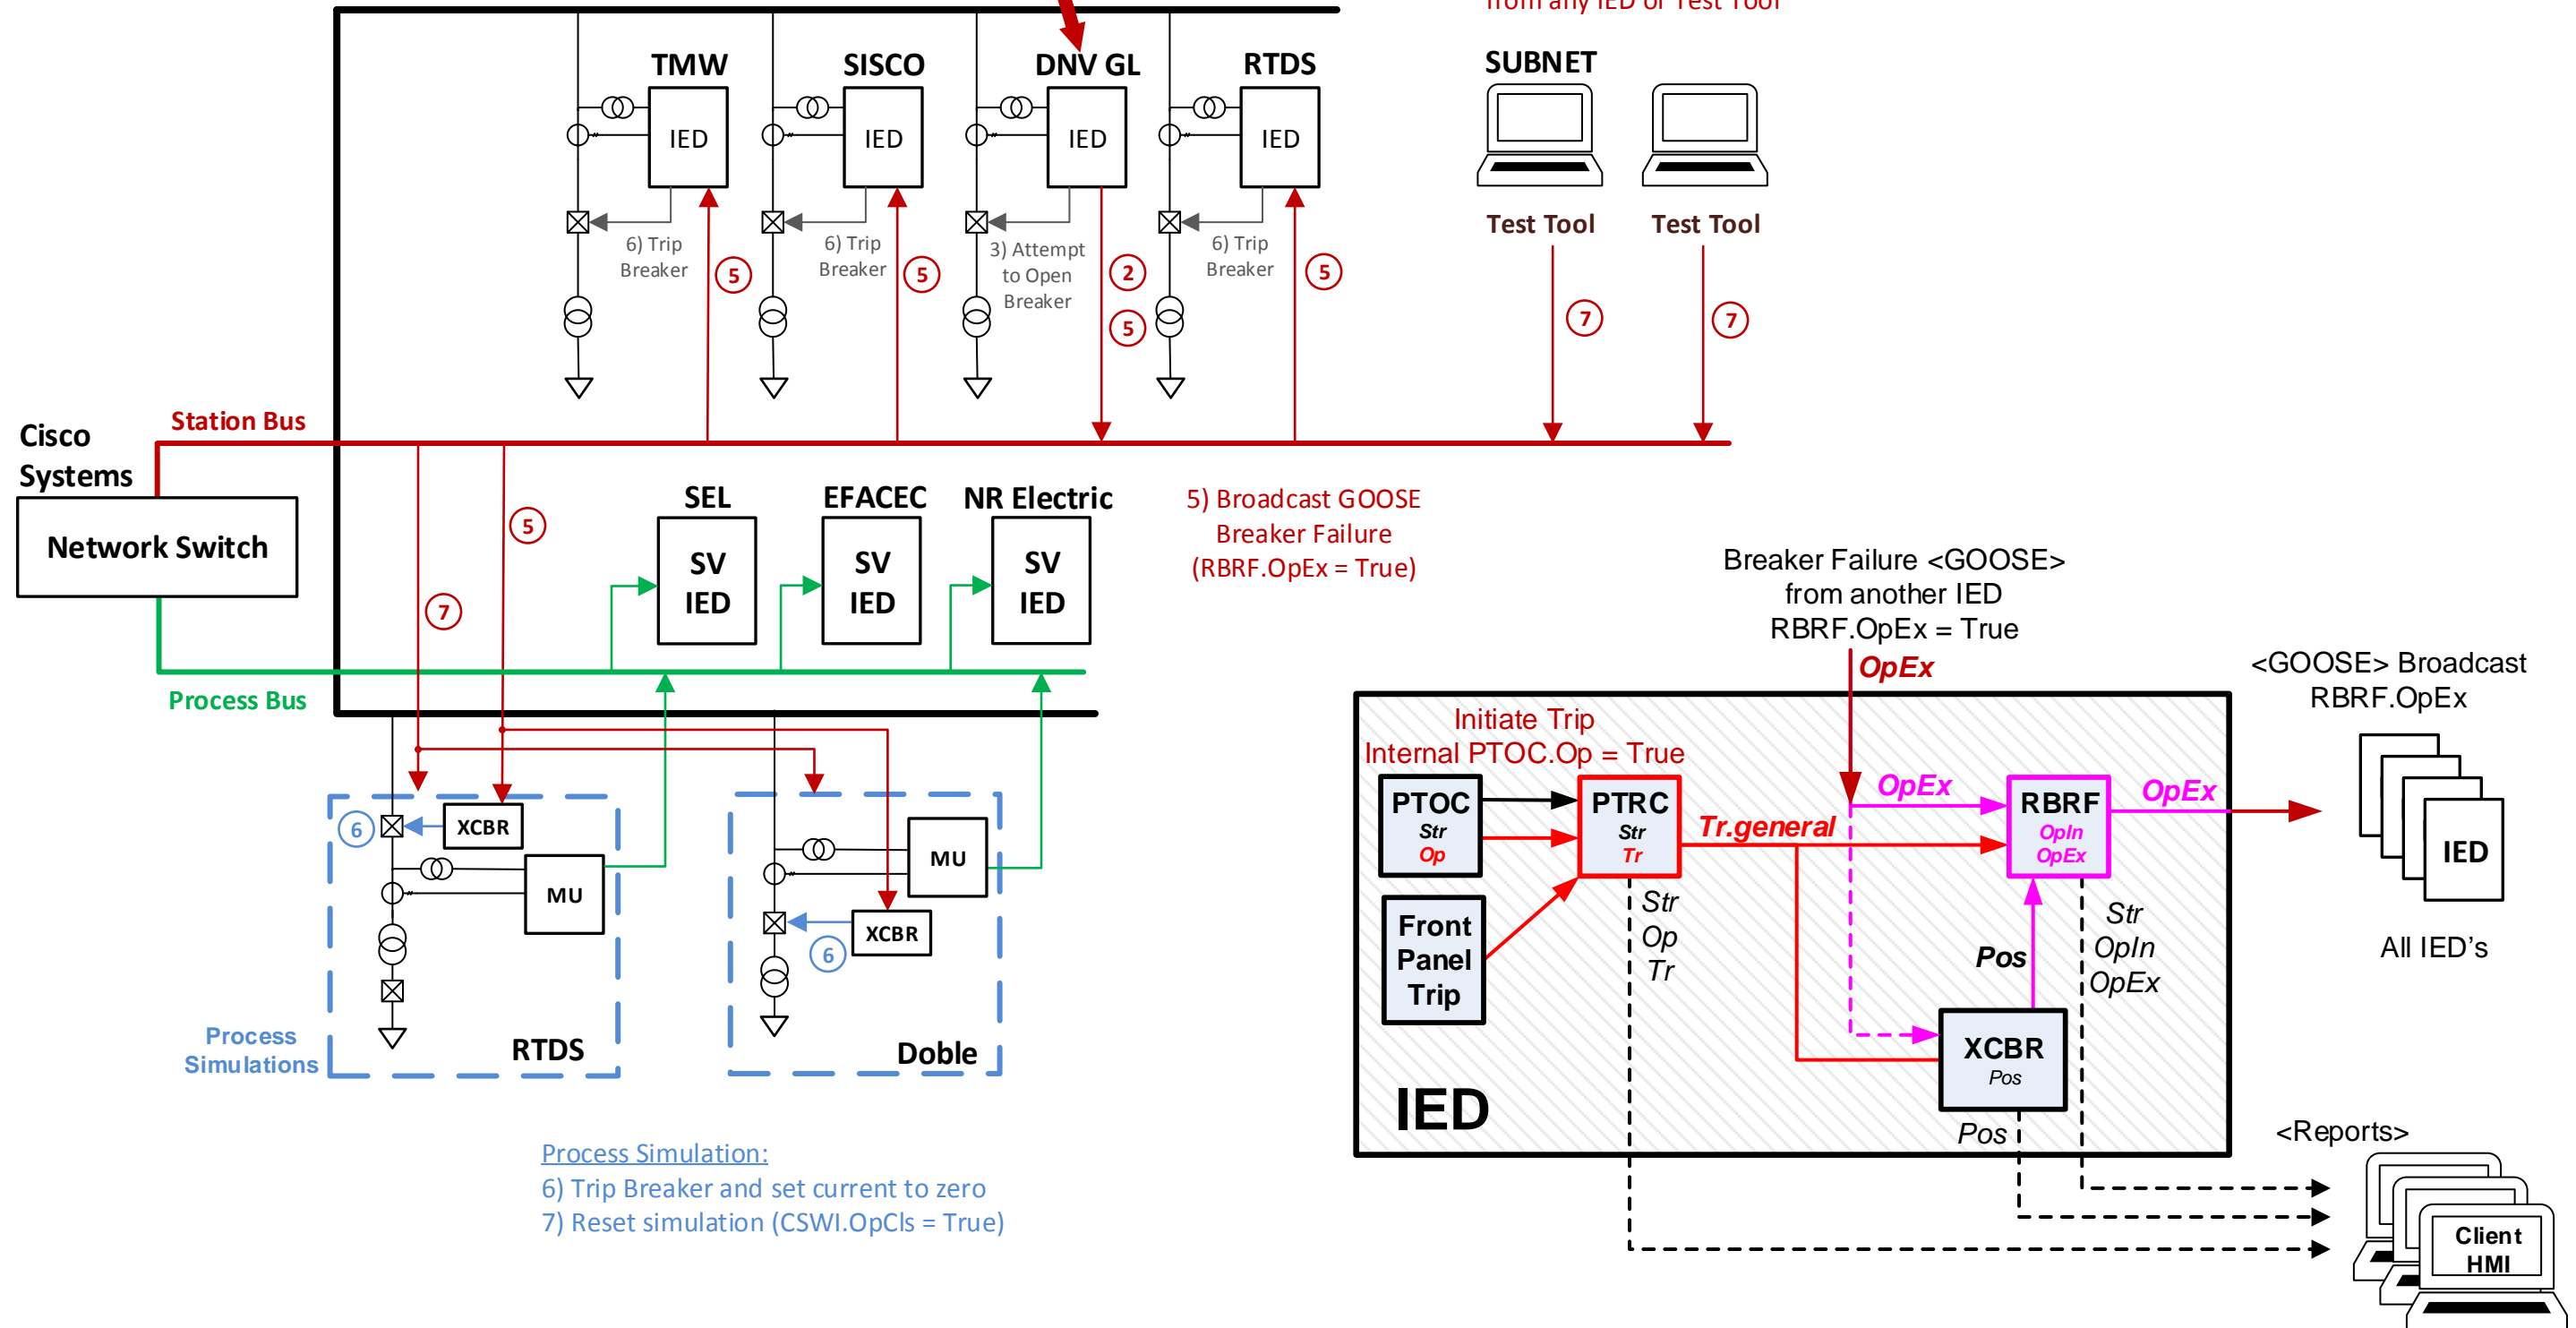 from any IED or Test Tool
TMW
SISCO
DNV GL
RTDS
SUBNET
IED
IED
IED
IED
Test Tool
Test Tool
6) Trip
Breaker
6) Trip
Breaker
3) Attempt
to Open
Breaker
6) Trip
Breaker
5
5
2
5
5
7
7
Station Bus
Cisco
Systems
Network Switch
SEL
EFACEC
NR Electric
SV
IED
SV
IED
SV
IED
5
7
5) Broadcast GOOSE
Breaker Failure
(RBRF.OpEx = True)
Process Bus
XCBR
6
MU
RTDS
MU
XCBR
6
Doble
Process
Simulations
Process Simulation:
6) Trip Breaker and set current to zero
7) Reset simulation (CSWI.OpCls = True)
Breaker Failure <GOOSE>
from another IED
RBRF.OpEx = True
OpEx
<GOOSE> Broadcast
RBRF.OpEx
Initiate Trip
Internal PTOC.Op = True
PTOC
Str
Op
PTRC
Str
Tr
Tr.general
OpEx
RBRF
OpIn
OpEx
OpEx
IED
All IED's
Front
Panel
Trip
Str
Op
Tr
Pos
Str
OpIn
OpEx
XCBR
Pos
IED
Pos
<Reports>
Client
HMI